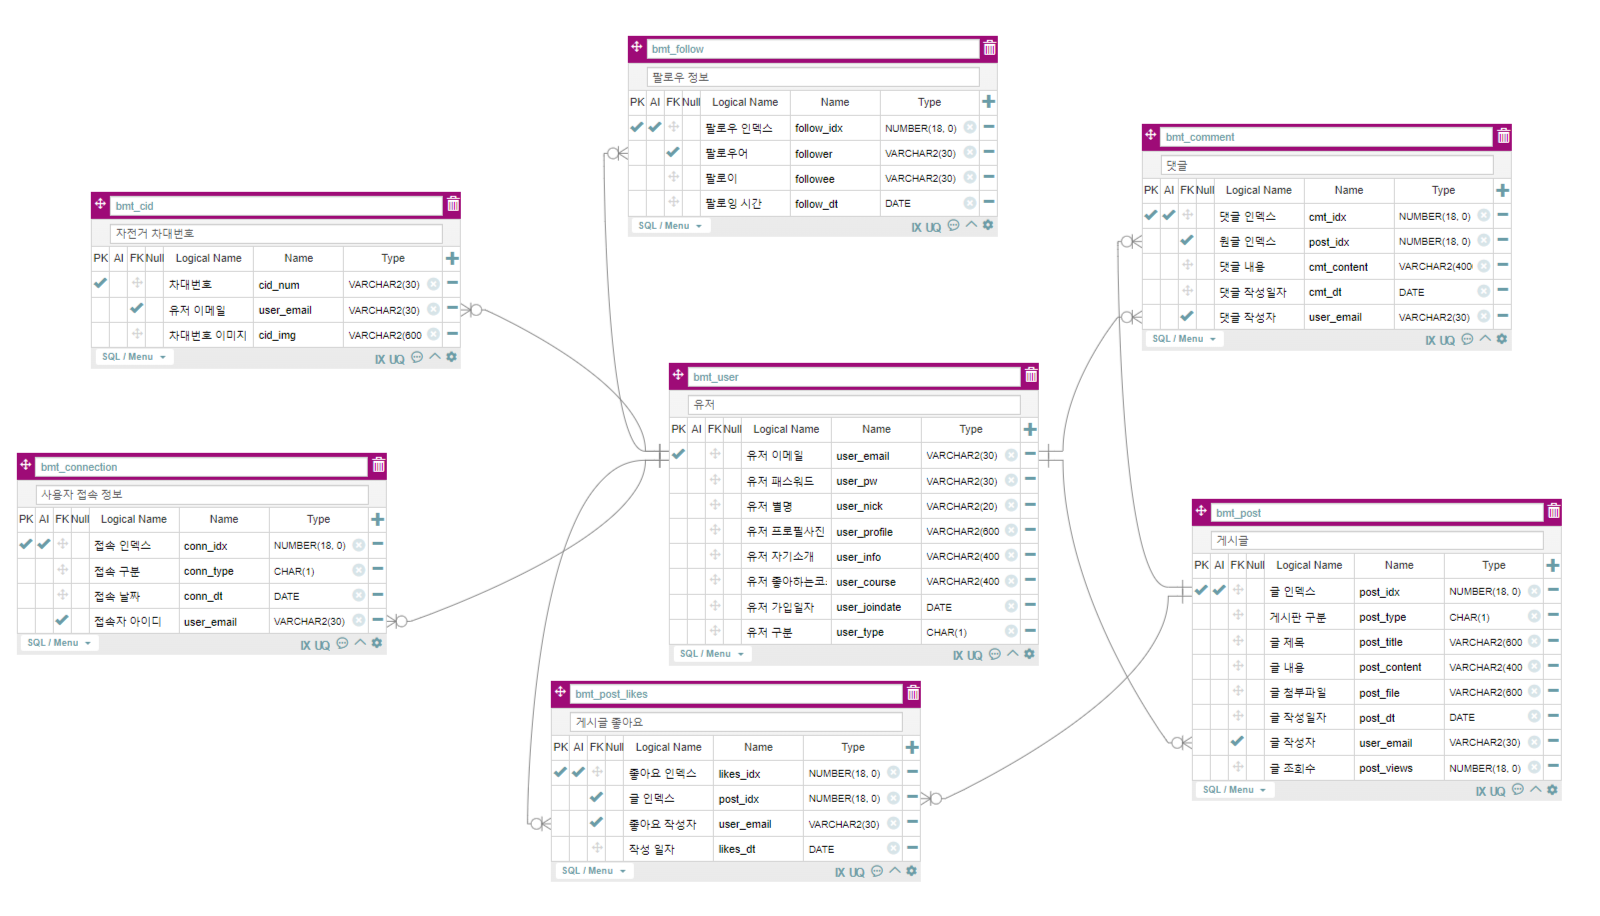 bmt_follow
팔로우 정보
PK AI FK Null Logical Name Name Type
팔로우 인덱스 follow_idx NUMBER(18, 0)
팔로우어 follower VARCHAR2(30)
팔로이 followee VARCHAR2(30)
팔로잉 시간 follow_dt DATE
SQL / Menu IX UQ
bmt_comment
댓글
PK AI FK Null Logical Name Name Type
댓글 인덱스 cmt_idx NUMBER(18, 0)
원글 인덱스 post_idx NUMBER(18, 0)
댓글 내용 cmt_content VARCHAR2(400
댓글 작성일자 cmt_dt DATE
댓글 작성자 user_email VARCHAR2(30)
SQL / Menu IX UQ
bmt_cid
자전거 차대번호
PK AI FK Null Logical Name Name Type
차대번호 cid_num VARCHAR2(30)
유저 이메일 user_email VARCHAR2(30)
차대번호 이미지 cid_img VARCHAR2(600
SQL / Menu IX UQ
bmt_user
유저
PK AI FK Null Logical Name Name Type
유저 이메일 user_email VARCHAR2(30)
유저 패스워드 user_pw VARCHAR2(30)
유저 별명 user_nick VARCHAR2(20)
유저 프로필사진 user_profile VARCHAR2(600
유저 자기소개 user_info VARCHAR2(400
유저 좋아하는코. user_course VARCHAR2(400
유저 가입일자 user_joindate DATE
유저 구분 user_type CHAR(1)
SQL / Menu IX UQ
bmt_connection
사용자 접속 정보
PK AI FK Null Logical Name Name Type
접속 인덱스 conn_idx NUMBER(18, 0)
접속 구분 conn_type CHAR(1)
접속 날짜 conn_dt DATE
접속자 아이디 user_email VARCHAR2(30)
SQL / Menu IX UQ
bmt_post
게시글
PK AI FK Null Logical Name Name Type
글 인덱스 post_idx NUMBER(18, 0)
게시판 구분 post_type CHAR(1)
글 제목 post_title VARCHAR2(600
글 내용 post_content VARCHAR2(400
글 첨부파일 post_file VARCHAR2(600
글 작성일자 post_dt DATE
글 작성자 user_email VARCHAR2(30)
글 조회수 post_views NUMBER(18, 0)
SQL / Menu IX UQ
bmt_post_likes
게시글 좋아요
PK AI FK Null Logical Name Name Type
좋아요 인덱스 likes_idx NUMBER(18, 0)
글 인덱스 post_idx NUMBER(18, 0)
좋아요 작성자 user_email VARCHAR2(30)
작성 일자 likes_dt DATE
SQL / Menu IX UQ